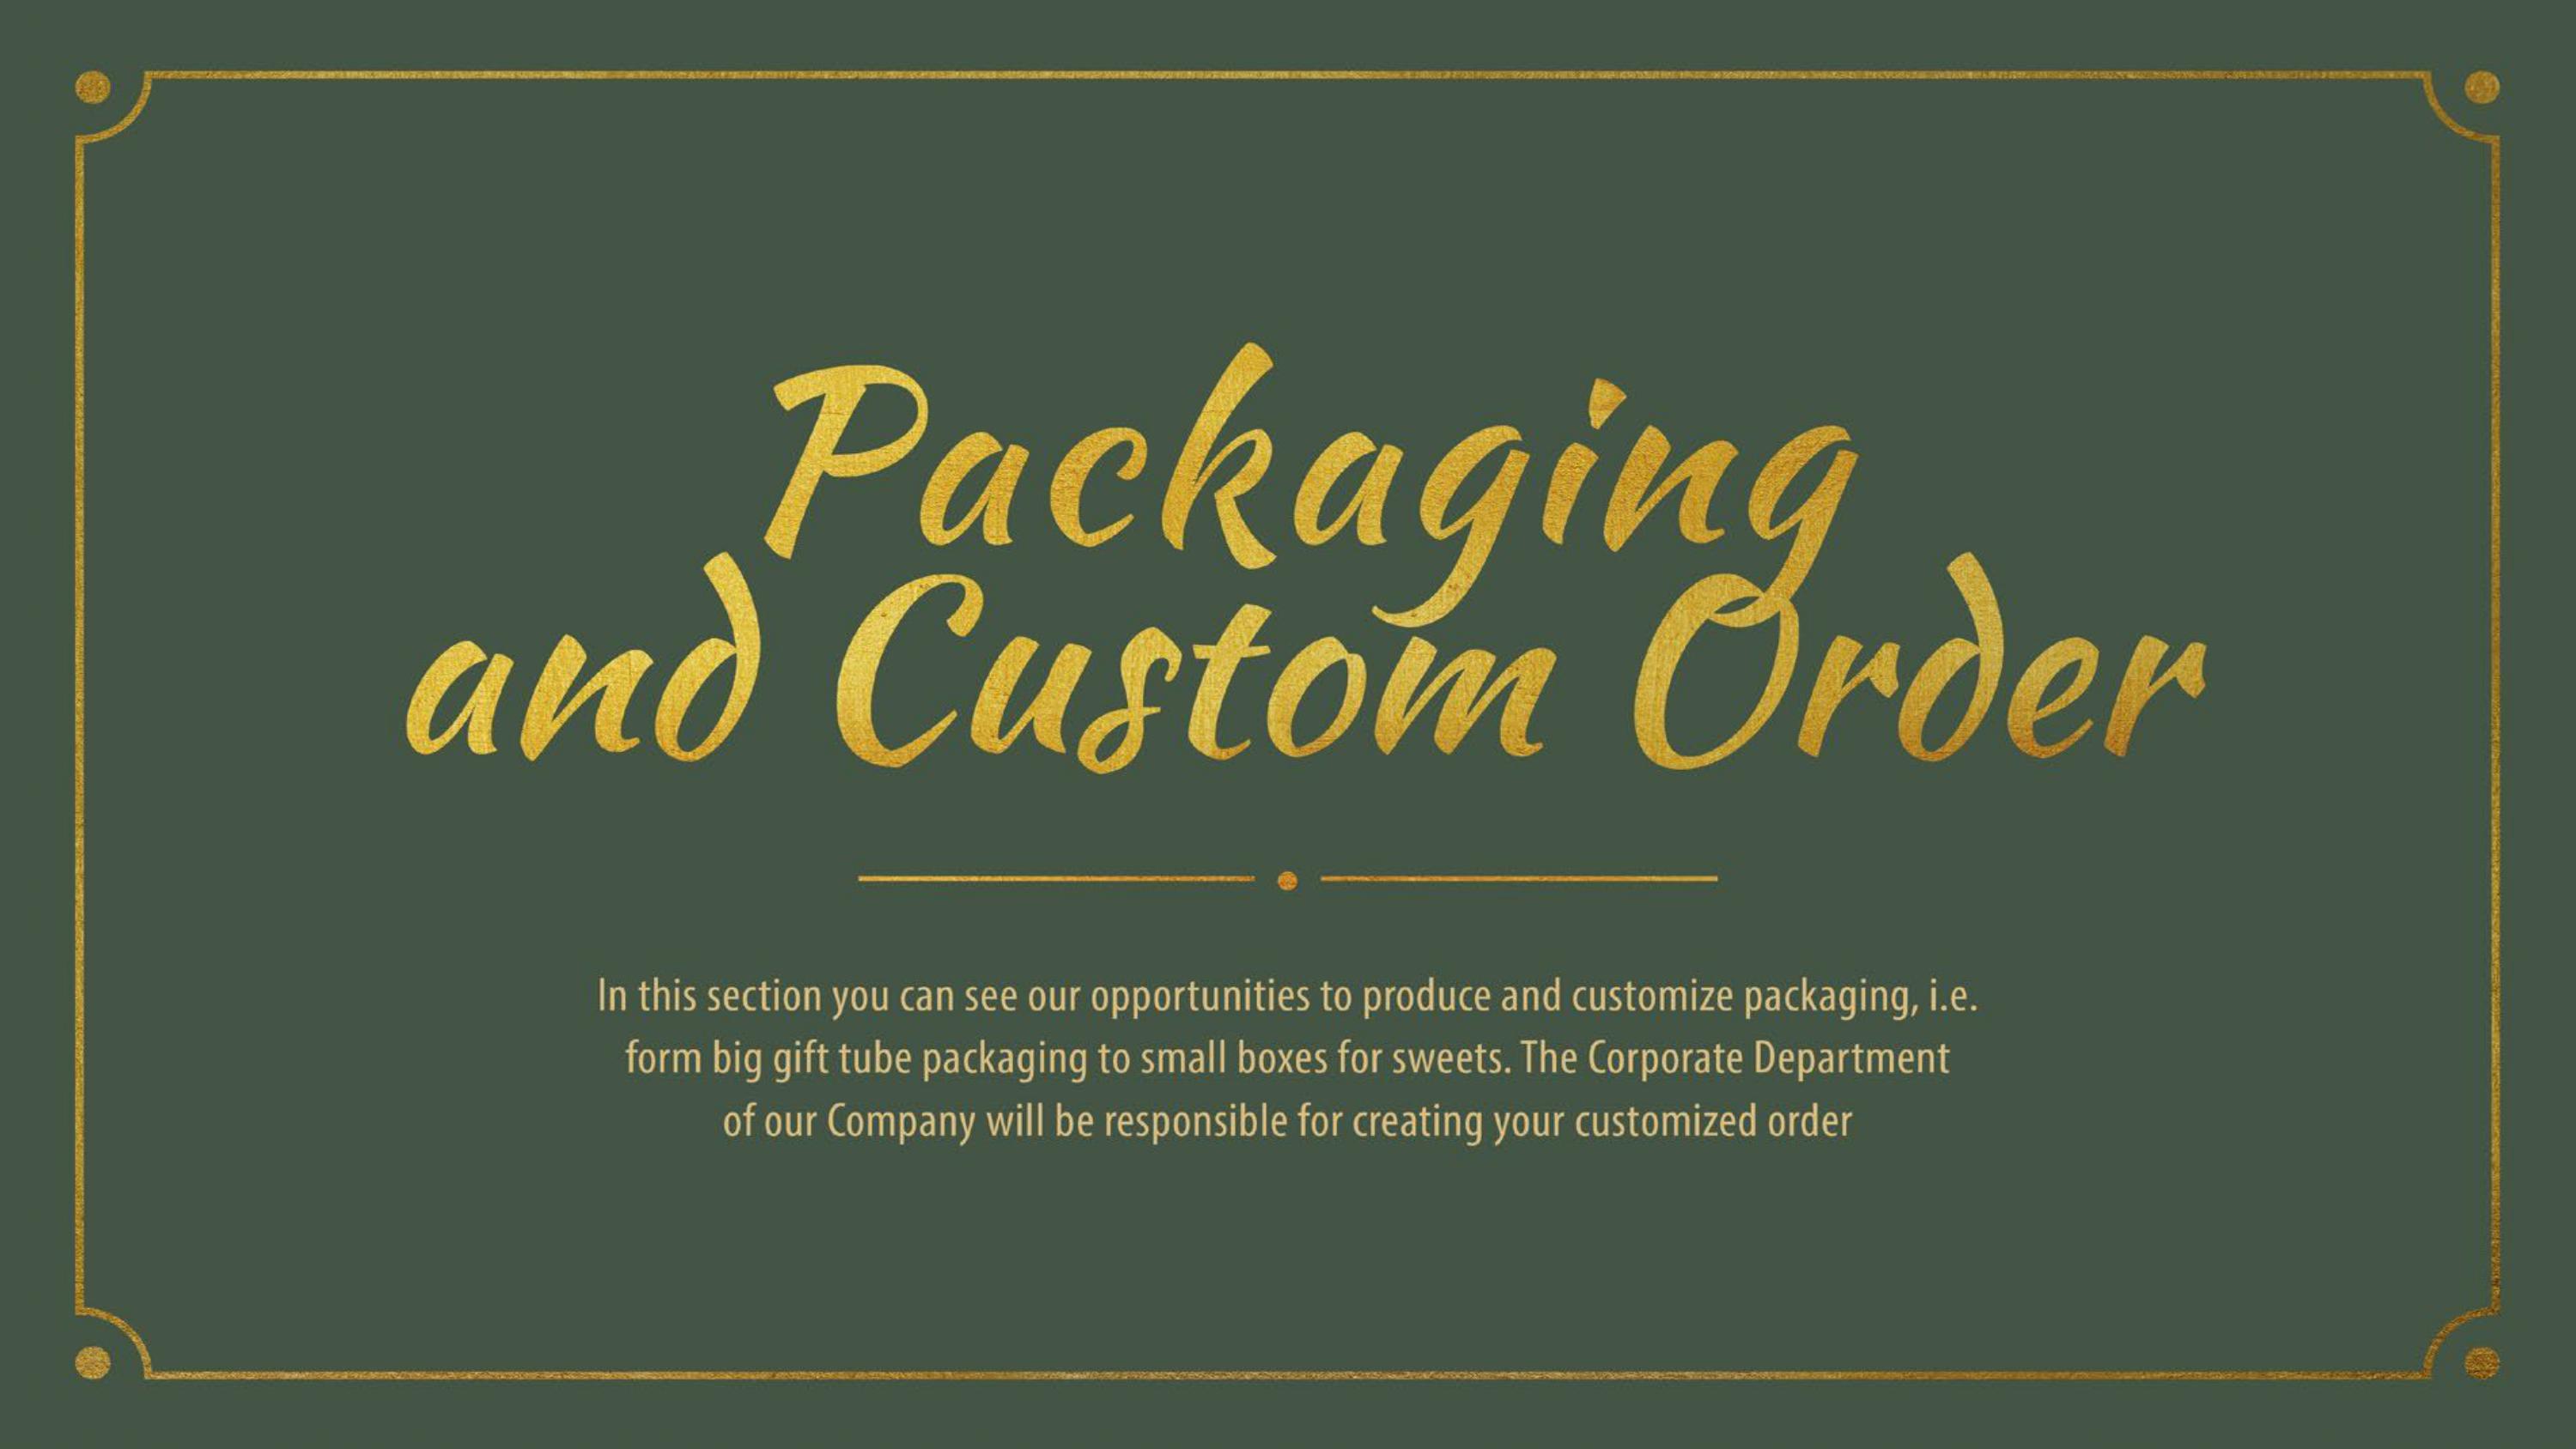 Packaging
and Custom Order
In this section you can see our opportunities to produce and customize packaging, i.e.
form big gift tube packaging to small boxes for sweets. The Corporate Department
of our Company will be responsible for creating your customized order